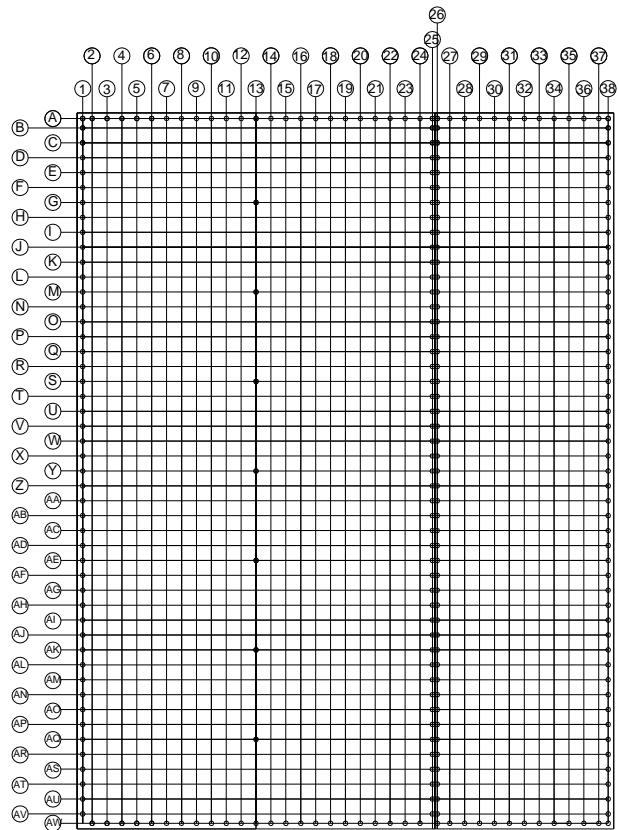 26
25
2 4 6 8 10 12 14 16 18 20 22 24 27 29 31 33 35 37
1 3 5 7 9 11 13 15 17 19 21 23 28 30 32 34 36 38
A
B
C
D
E
F
G
H
I
J
K
L
M
N
O
P
Q
R
S
T
U
V
W
X
Y
Z
AA
AB
AC
AD
AE
AF
AG
AH
AI
AJ
AK
AL
AM
AN
AO
AP
AQ
AR
AS
AT
AU
AV
AW